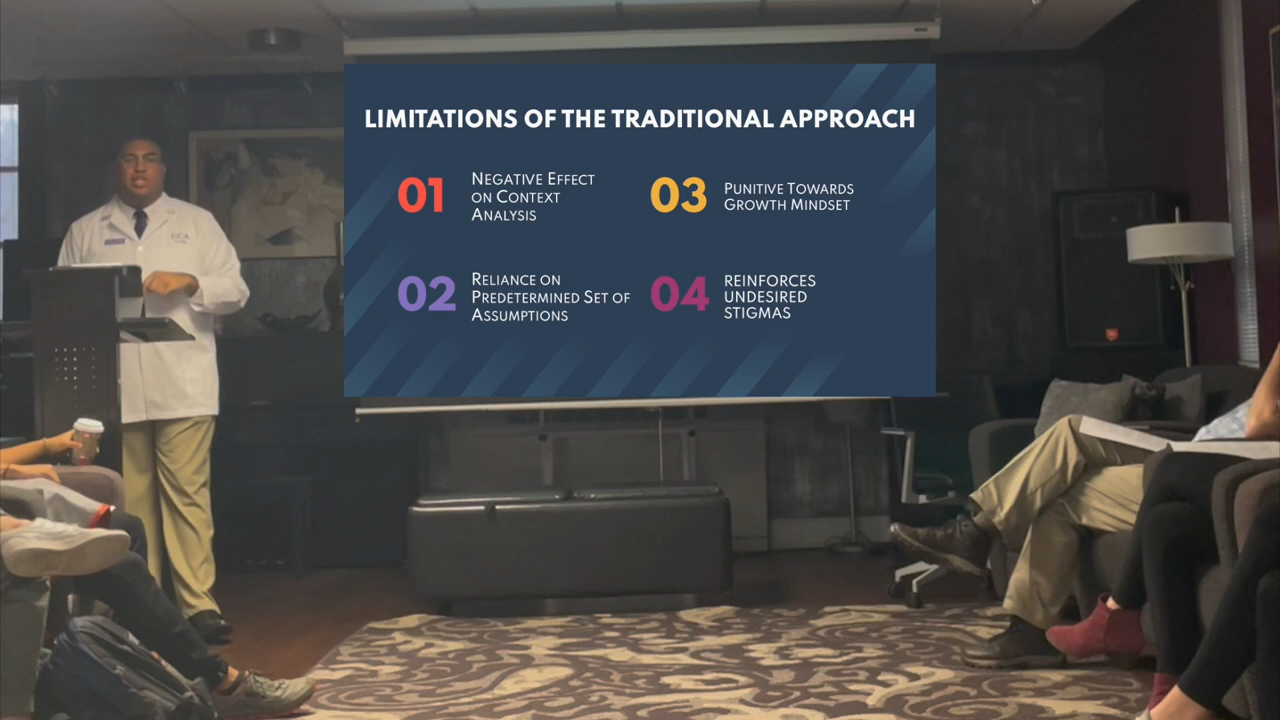 LIMITATIONS OF THE TRADITIONAL APPROACH
01
NEGATIVE EFFECT
ON CONTEXT
ANALYSIS
02
RELIANCE ON
PREDETERMINED SET OF
ASSUMPTIONS
03
PUNITIVE TOWARDS
GROWTH MINDSET
04
REINFORCES
UNDESIRED
STIGMAS